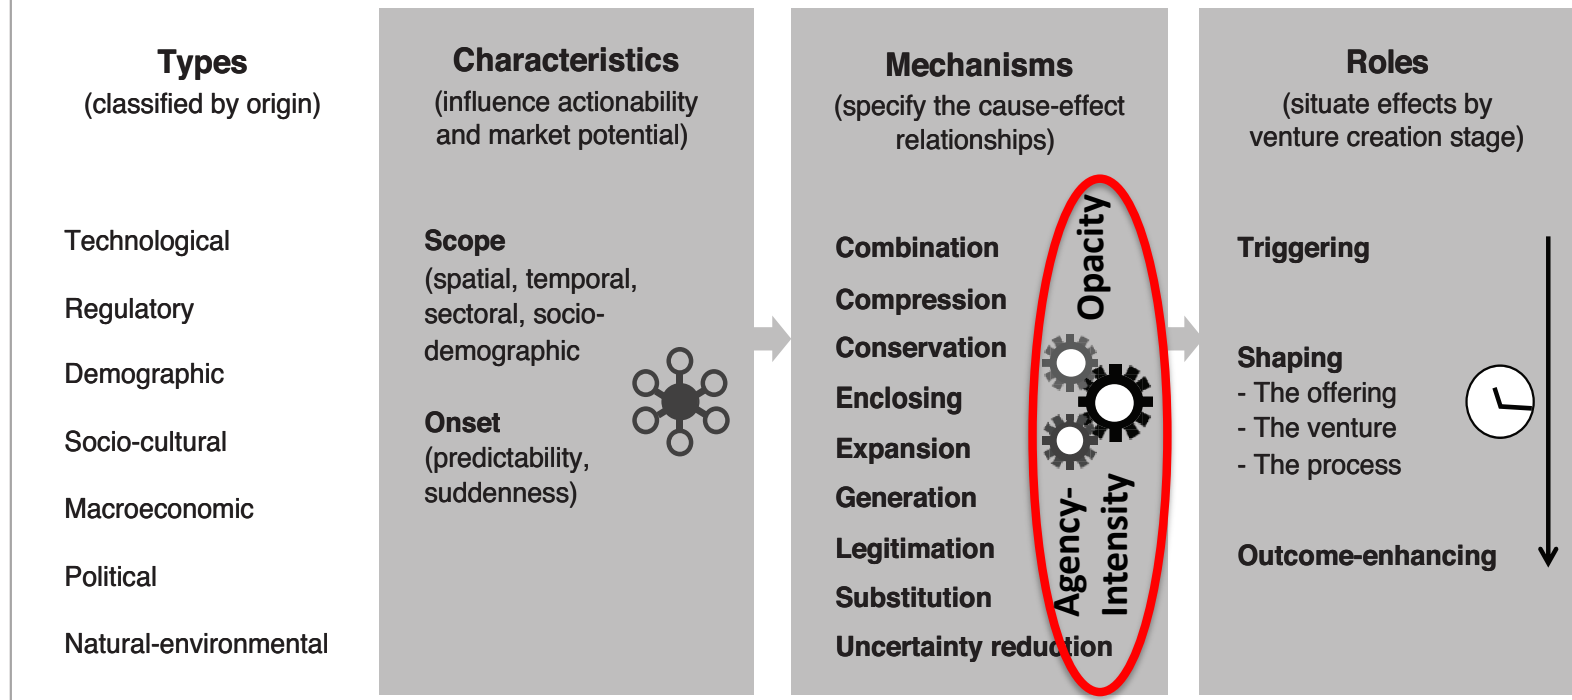 Types
(classified by origin)
Technological
Regulatory
Demographic
Socio-cultural
Macroeconomic
Political
Natural-environmental
Characteristics
(influence actionability
and market potential)
Scope
(spatial, temporal,
sectoral, socio-
demographic
Onset
(predictability,
suddenness)
Mechanisms
(specify the cause-effect
relationships)
Combination
Compression
Conservation
Enclosing
Expansion
Generation
Legitimation
Substitution
Uncertainty reduction
Opacity
Agency-
Intensity
Roles
(situate effects by
venture creation stage)
Triggering
Shaping
- The offering
- The venture
- The process
Outcome-enhancing